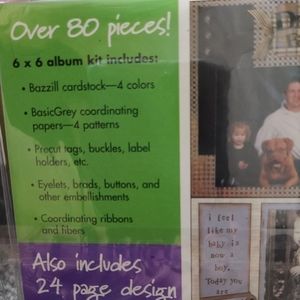 Over 80 pieces!
6 x 6 album kit includes:
• Bazzill cardstock—4 colors
• BasicGrey coordinating
papers—4 patterns
• Precut tags, buckles, label
holders, etc.
• Eyelets, brads, buttons, and
other embellishments
• Coordinating ribbons
and fibers
Also includes
24 page design
i feel
like my
baby is
now a
boy.
Today you
are